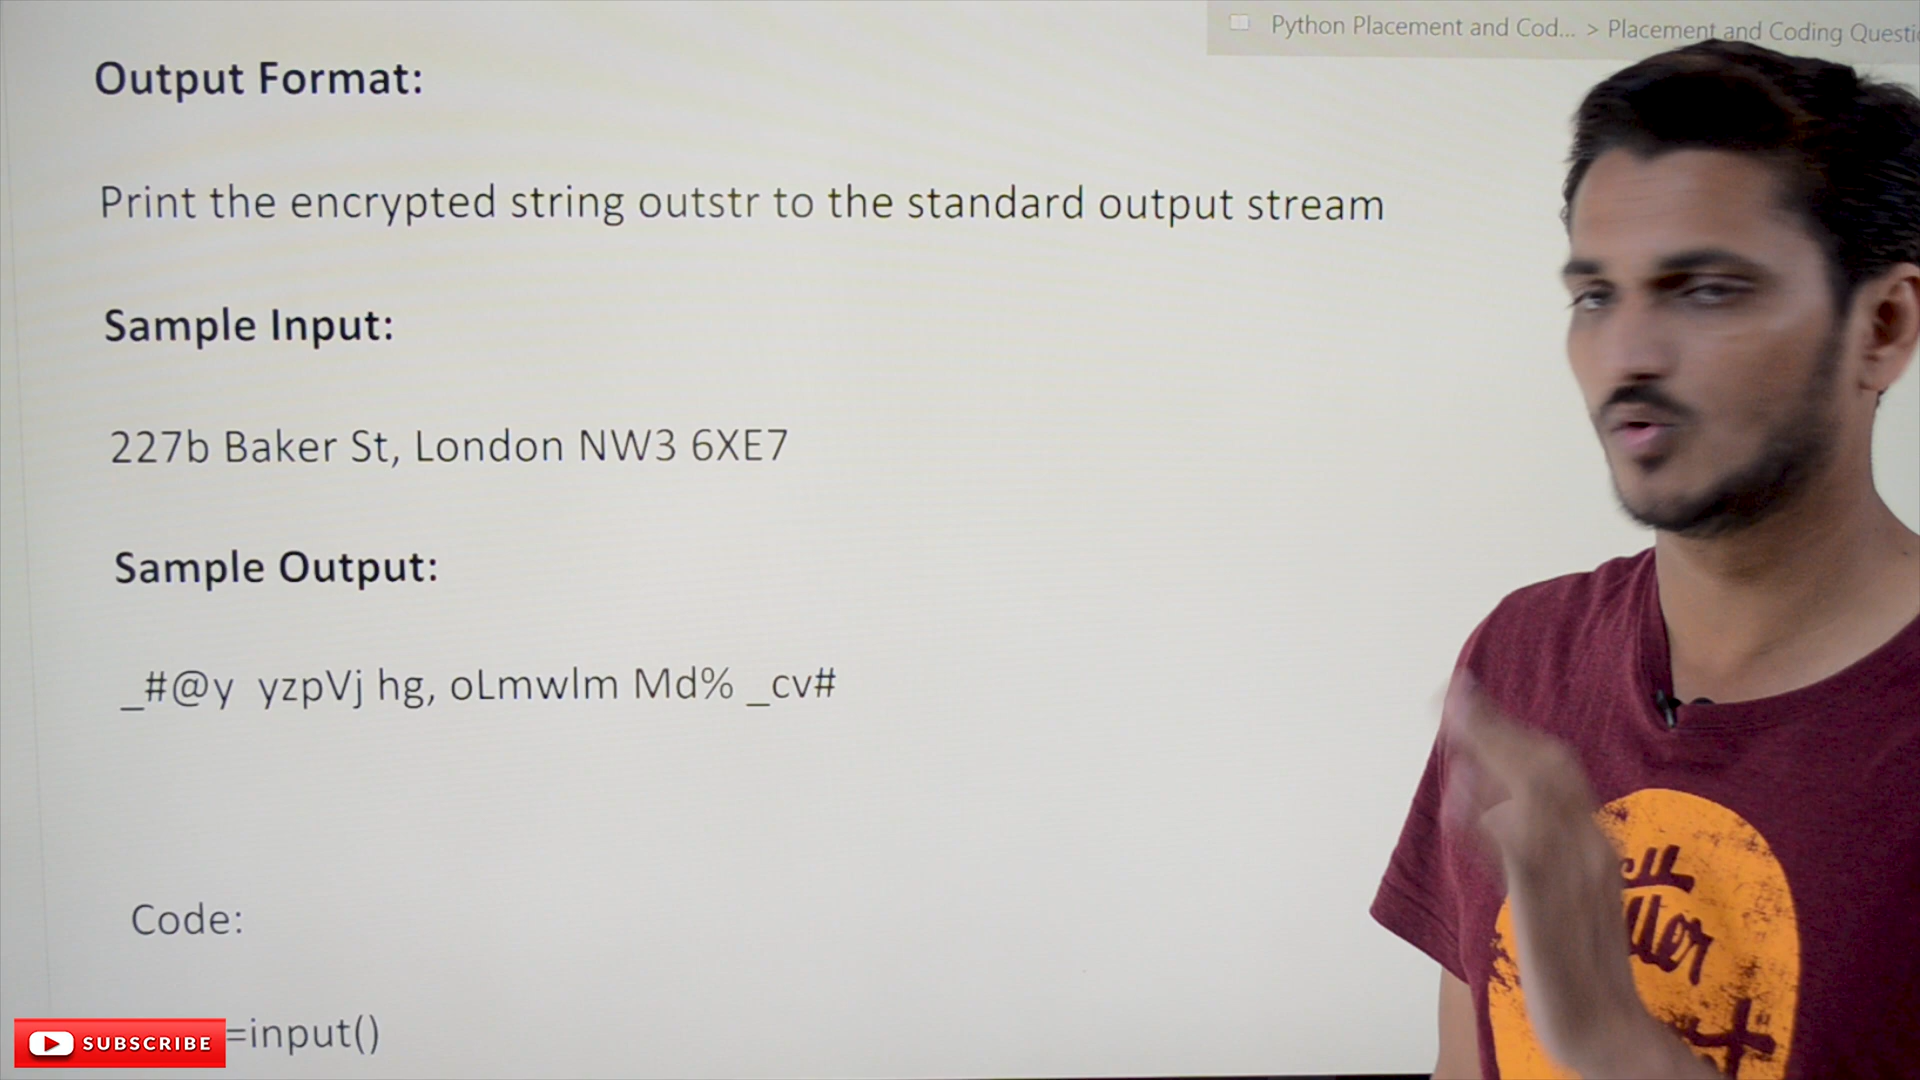 Python Placement and Cod... > Placement and Coding Questi
Output Format:
Print the encrypted string outstr to the standard output stream
Sample Input:
227b Baker St, London NW3 6XE7
Sample Output:
_#@y  yzpVj hg, oLmwlm Md% _cv#
Code:
=input()
SUBSCRIBE